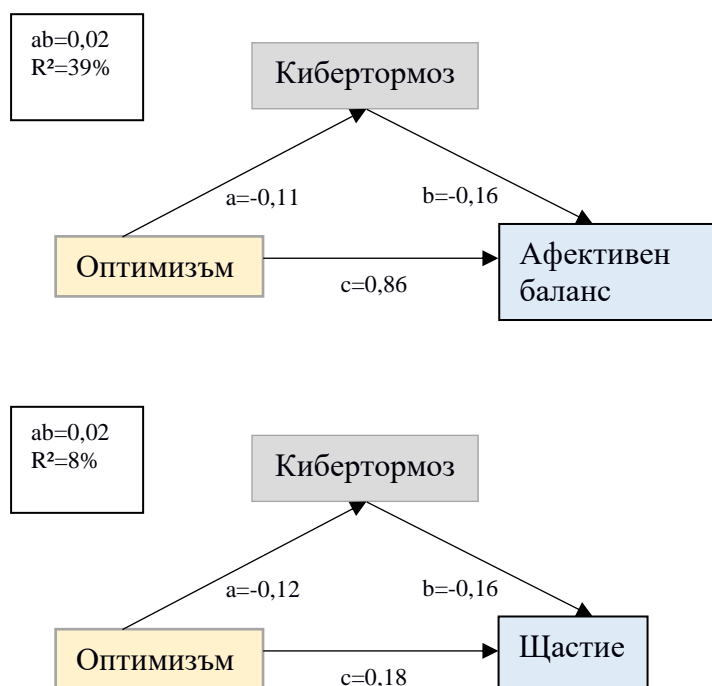 ab=0,02
R²=39%
Кибертормоз
a=-0,11
b=-0,16
Оптимизъм
Афективен
баланс
c=0,86
ab=0,02
R²=8%
Кибертормоз
a=-0,12
b=-0,16
Оптимизъм
Щастие
c=0,18